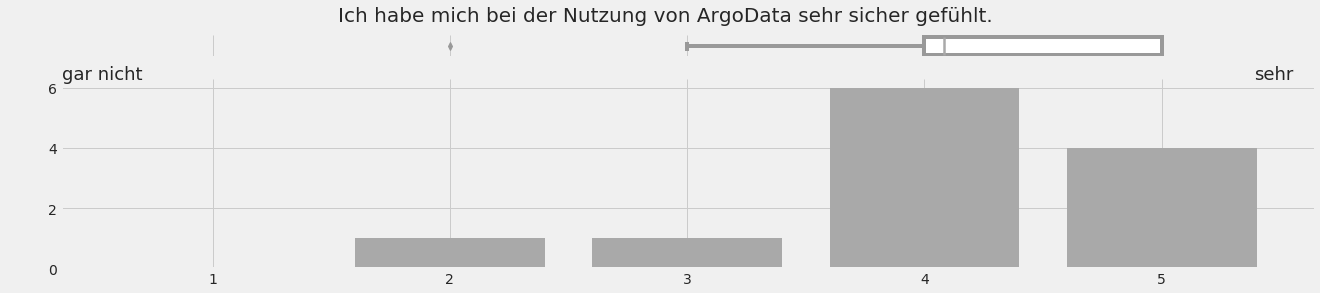 Ich habe mich bei der Nutzung von ArgoData sehr sicher gefühlt.
gar nicht sehr
6
4
2
0
1 2 3 4 5